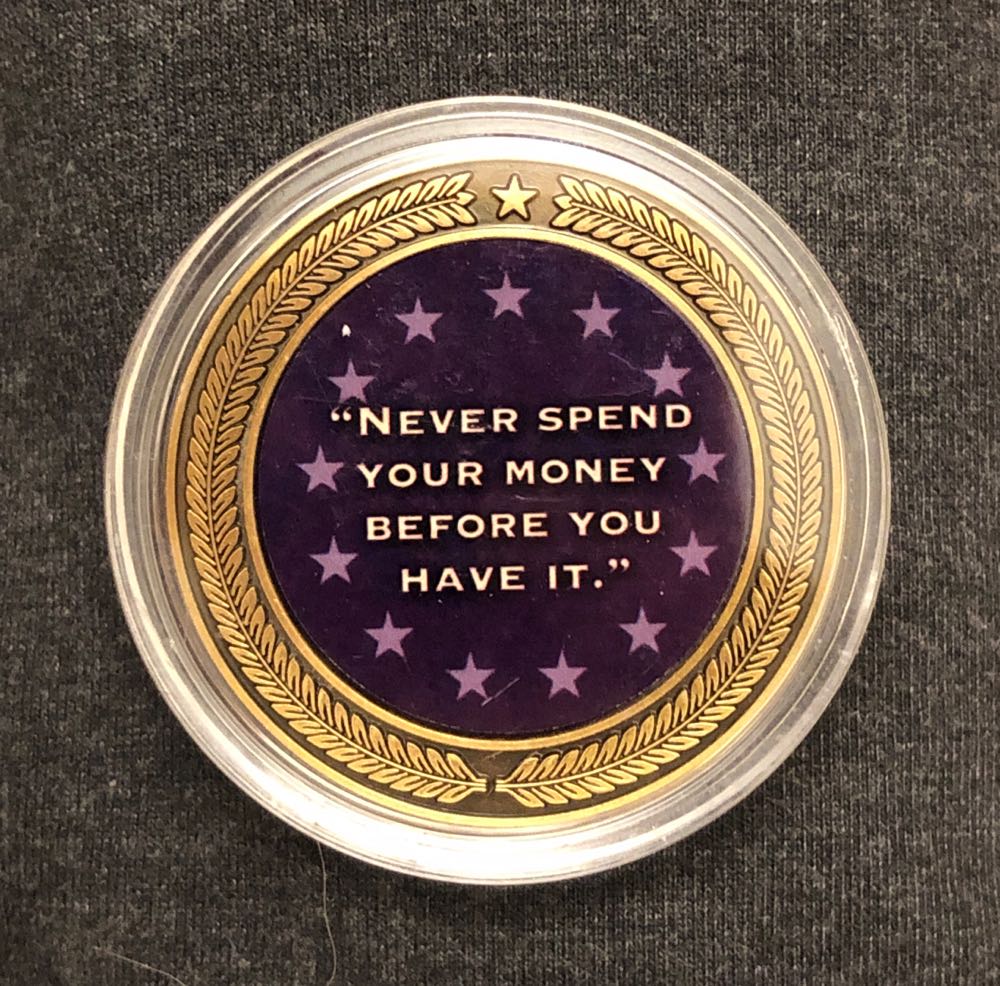 “NEVER SPEND
YOUR MONEY
BEFORE YOU
HAVE IT.”